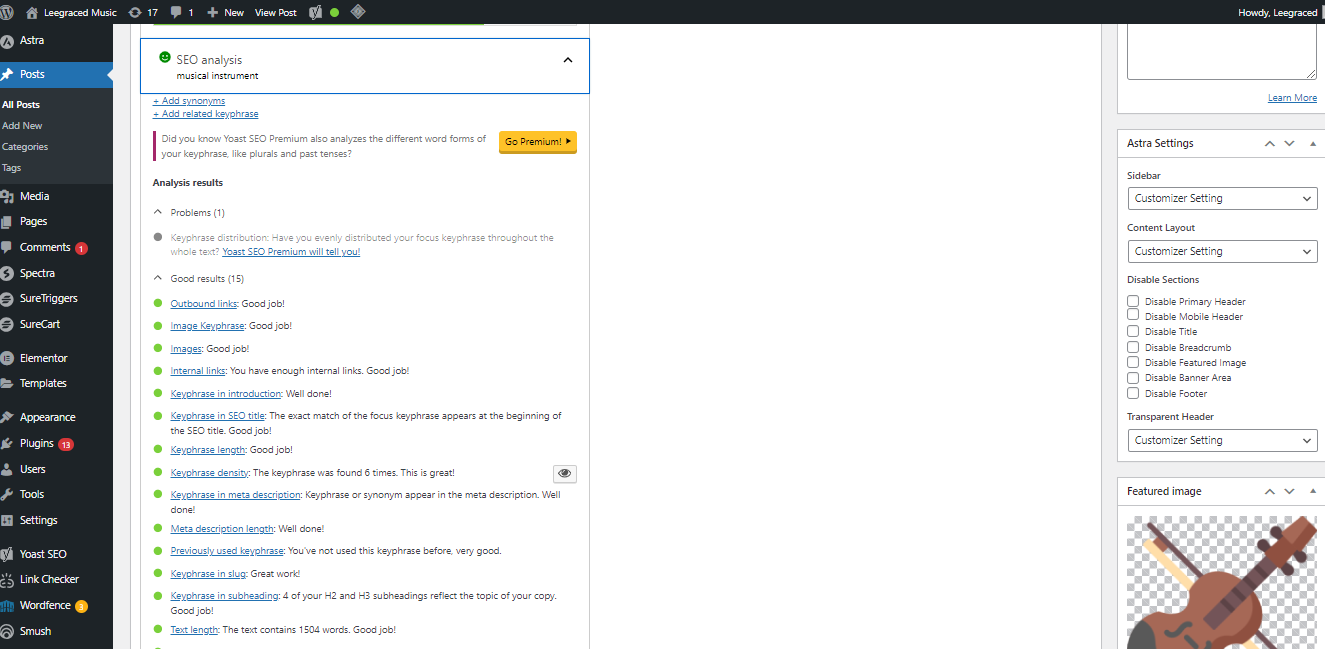 Leegraced Music
17
1
New
View Post
Howdy, Leegraced
Astra
Posts
All Posts
Add New
Categories
Tags
Media
Pages
Comments 1
Spectra
SureTriggers
SureCart
Elementor
Templates
Appearance
Plugins 13
Users
Tools
Settings
Yoast SEO
Link Checker
Wordfence 3
Smush
SEO analysis
musical instrument
+ Add synonyms
+ Add related keyphrase
Did you know Yoast SEO Premium also analyzes the different word forms of
your keyphrase, like plurals and past tenses?
Go Premium!
Analysis results
Problems (1)
Keyphrase distribution: Have you evenly distributed your focus keyphrase throughout the
whole text? Yoast SEO Premium will tell you!
Good results (15)
Outbound links: Good job!
Image Keyphrase: Good job!
Images: Good job!
Internal links: You have enough internal links. Good job!
Keyphrase in introduction: Well done!
Keyphrase in SEO title: The exact match of the focus keyphrase appears at the beginning of
the SEO title. Good job!
Keyphrase length: Good job!
Keyphrase density: The keyphrase was found 6 times. This is great!
Keyphrase in meta description: Keyphrase or synonym appear in the meta description. Well
done!
Meta description length: Well done!
Previously used keyphrase: You've not used this keyphrase before, very good.
Keyphrase in slug: Great work!
Keyphrase in subheading: 4 of your H2 and H3 subheadings reflect the topic of your copy.
Good job!
Text length: The text contains 1504 words. Good job!
Learn More
Astra Settings
Sidebar
Customizer Setting
Content Layout
Customizer Setting
Disable Sections
Disable Primary Header
Disable Mobile Header
Disable Title
Disable Breadcrumb
Disable Featured Image
Disable Banner Area
Disable Footer
Transparent Header
Customizer Setting
Featured image